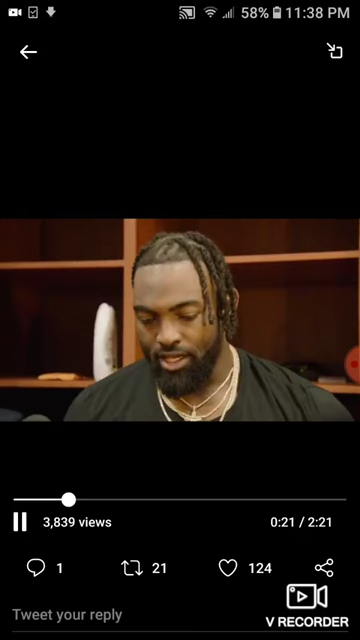 58% 11:38 PM
3,839 views
0:21 / 2:21
1
21
124
Tweet your reply
V RECORDER